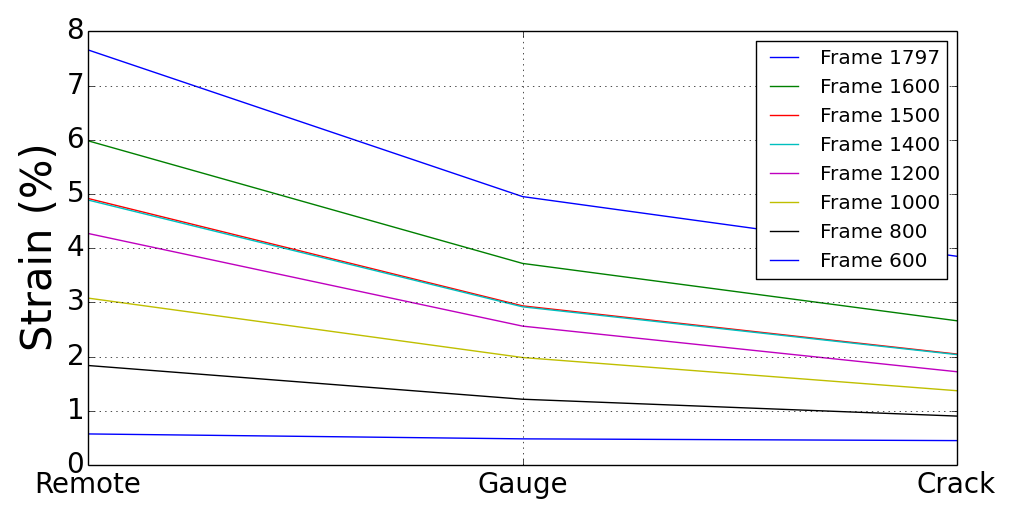 8
7
6
5
4
3
2
1
0
Strain (%)
Remote
Gauge
Crack
Frame 1797
Frame 1600
Frame 1500
Frame 1400
Frame 1200
Frame 1000
Frame 800
Frame 600